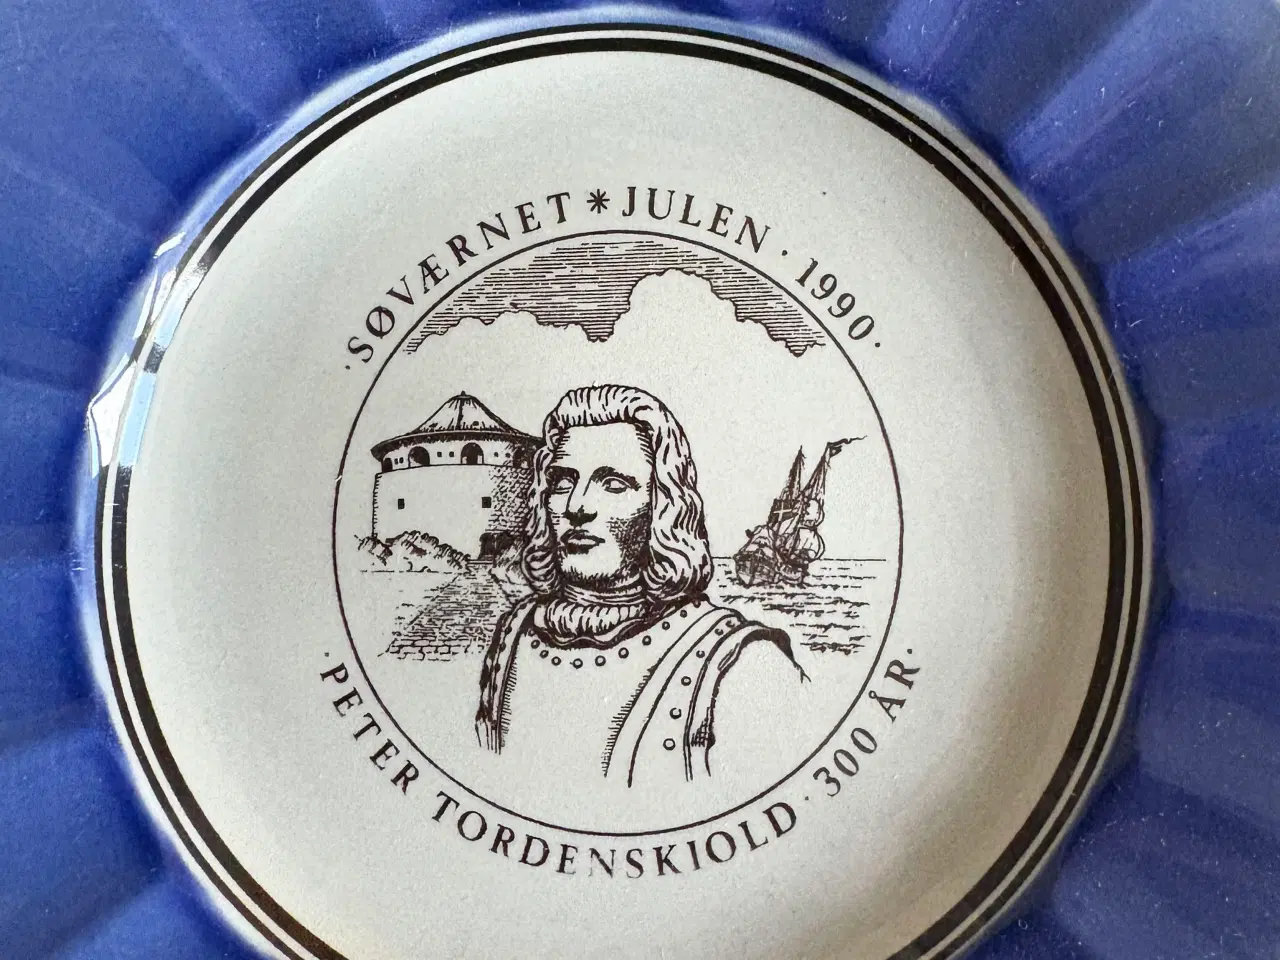 · SØVÆRNET * JULEN · 1990 ·
· PETER TORDENSKIOLD · 300 ÅR ·